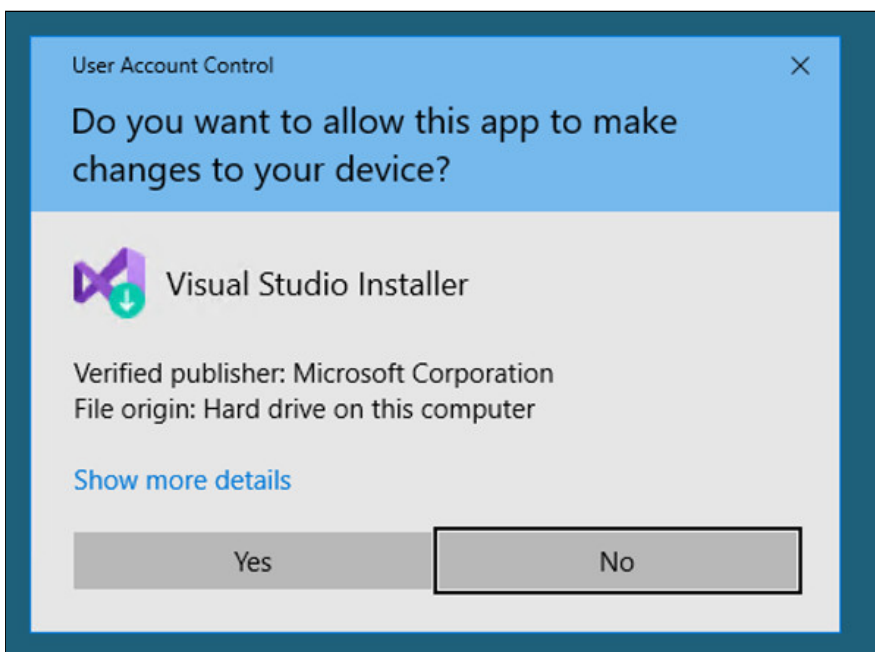 User Account Control
Do you want to allow this app to make
changes to your device?
Visual Studio Installer
Verified publisher: Microsoft Corporation
File origin: Hard drive on this computer
Show more details
Yes
No